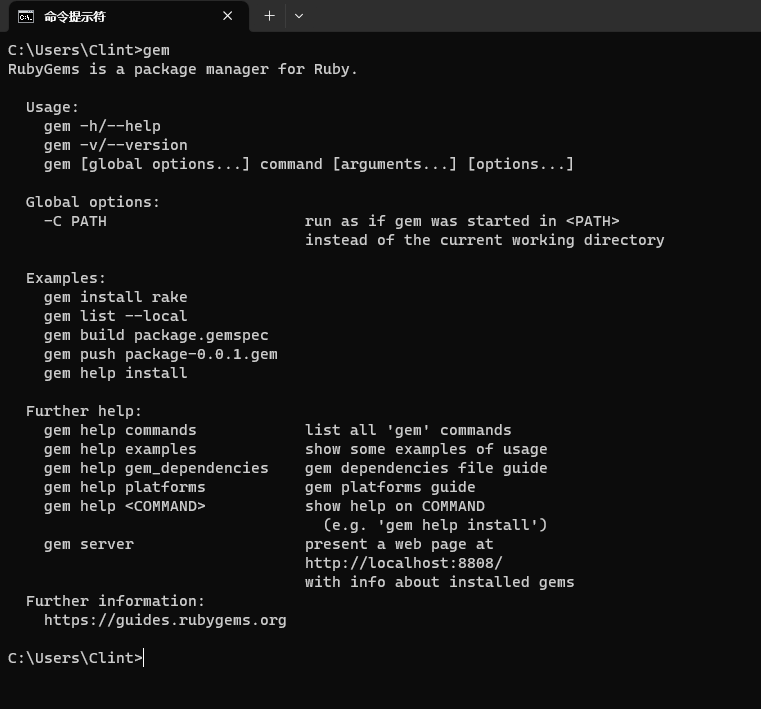 命令提示符
C:\Users\Clint>gem
RubyGems is a package manager for Ruby.
Usage:
gem -h/--help
gem -v/--version
gem [global options...] command [arguments...] [options...]
Global options:
-C PATH run as if gem was started in <PATH>
instead of the current working directory
Examples:
gem install rake
gem list --local
gem build package.gemspec
gem push package-0.0.1.gem
gem help install
Further help:
gem help commands list all 'gem' commands
gem help examples show some examples of usage
gem help gem_dependencies gem dependencies file guide
gem help platforms gem platforms guide
gem help <COMMAND> show help on COMMAND
(e.g. 'gem help install')
gem server present a web page at
http://localhost:8808/
with info about installed gems
Further information:
https://guides.rubygems.org
C:\Users\Clint>